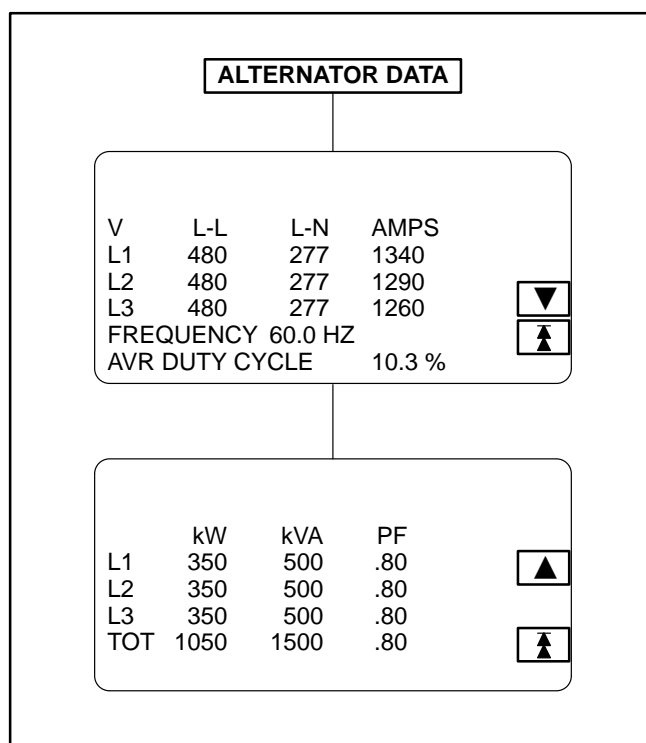 ALTERNATOR DATA
V L-L L-N AMPS
L1 480 277 1340
L2 480 277 1290
L3 480 277 1260
FREQUENCY 60.0 HZ
AVR DUTY CYCLE 10.3 %
kW kVA PF
L1 350 500 .80
L2 350 500 .80
L3 350 500 .80
TOT 1050 1500 .80